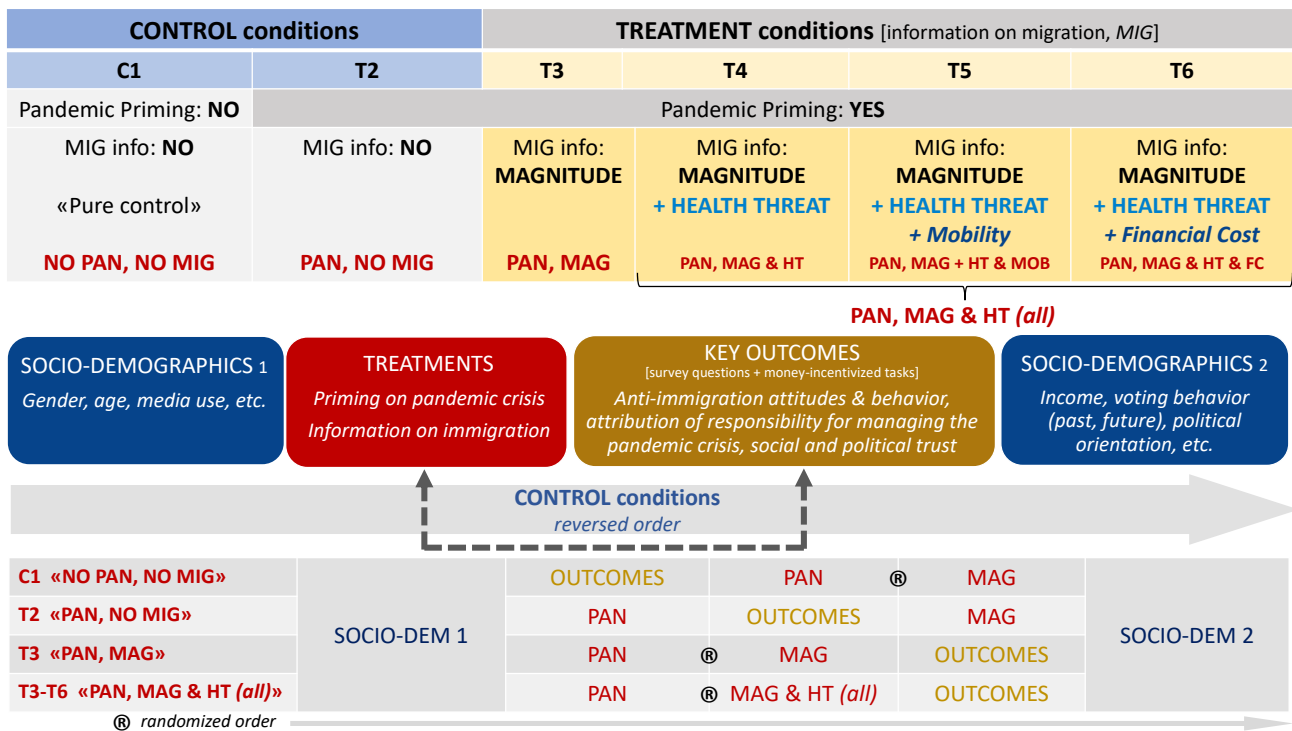 CONTROL conditions
TREATMENT conditions [information on migration, MIG]
C1
T2
T3
T4
T5
T6
Pandemic Priming: NO
Pandemic Priming: YES
MIG info: NO
«Pure control»
NO PAN, NO MIG
MIG info: NO
PAN, NO MIG
MIG info:
MAGNITUDE
PAN, MAG
MIG info:
MAGNITUDE
+ HEALTH THREAT
PAN, MAG & HT
MIG info:
MAGNITUDE
+ HEALTH THREAT
+ Mobility
PAN, MAG + HT & MOB
MIG info:
MAGNITUDE
+ HEALTH THREAT
+ Financial Cost
PAN, MAG & HT & FC
PAN, MAG & HT (all)
SOCIO-DEMOGRAPHICS 1
Gender, age, media use, etc.
TREATMENTS
Priming on pandemic crisis
Information on immigration
KEY OUTCOMES
[survey questions + money-incentivized tasks]
Anti-immigration attitudes & behavior,
attribution of responsibility for managing the
pandemic crisis, social and political trust
SOCIO-DEMOGRAPHICS 2
Income, voting behavior
(past, future), political
orientation, etc.
CONTROL conditions
reversed order
C1 «NO PAN, NO MIG»
T2 «PAN, NO MIG»
T3 «PAN, MAG»
T3-T6 «PAN, MAG & HT (all)»
SOCIO-DEM 1
OUTCOMES PAN ® MAG
PAN OUTCOMES MAG
PAN ® MAG OUTCOMES
PAN ® MAG & HT (all) OUTCOMES
SOCIO-DEM 2
® randomized order